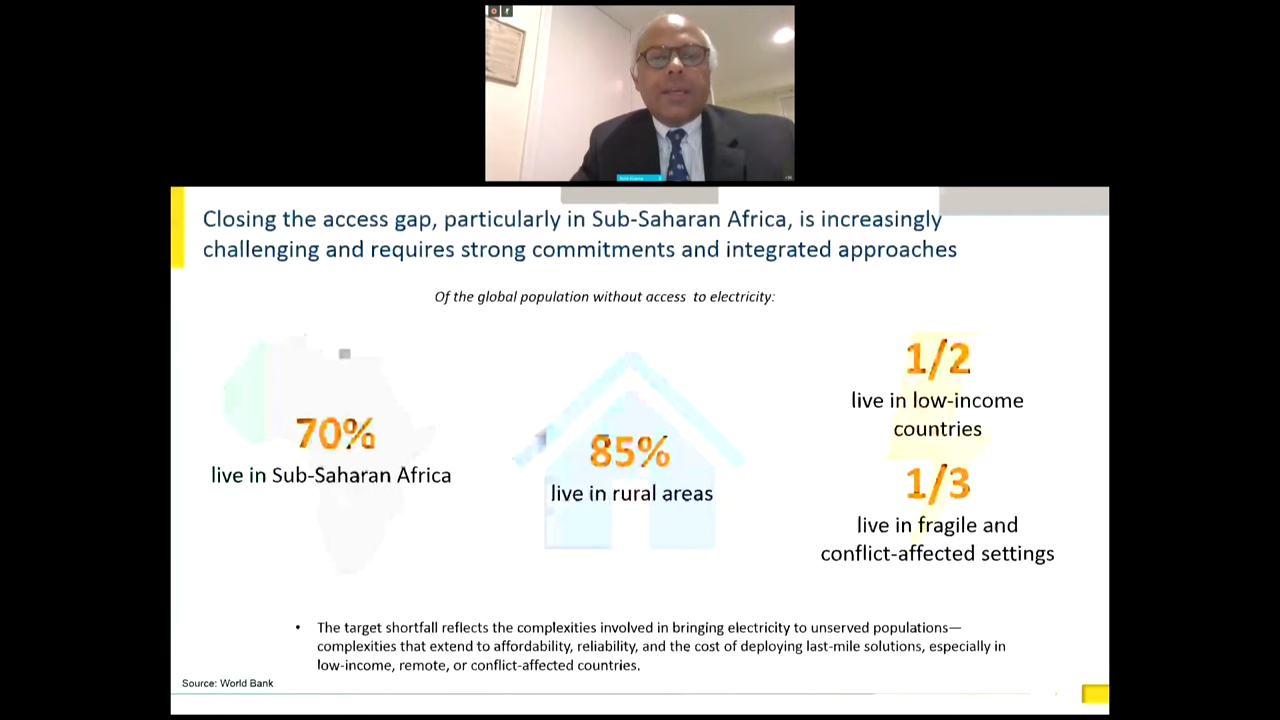 Closing the access gap, particularly in Sub-Saharan Africa, is increasingly
challenging and requires strong commitments and integrated approaches
Of the global population without access to electricity:
70%
live in Sub-Saharan Africa
85%
live in rural areas
1/2
live in low-income
countries
1/3
live in fragile and
conflict-affected settings
• The target shortfall reflects the complexities involved in bringing electricity to unserved populations—
complexities that extend to affordability, reliability, and the cost of deploying last-mile solutions, especially in
low-income, remote, or conflict-affected countries.
Source: World Bank